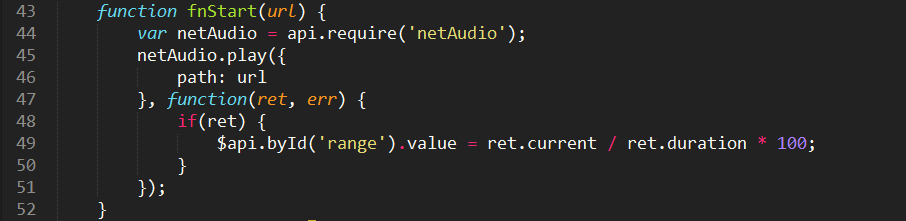 43 function fnStart(url) {
44 var netAudio = api.require('netAudio');
45 netAudio.play({
46 path: url
47 }, function(ret, err) {
48 if(ret) {
49 $api.byId('range').value = ret.current / ret.duration * 100;
50 }
51 });
52 }